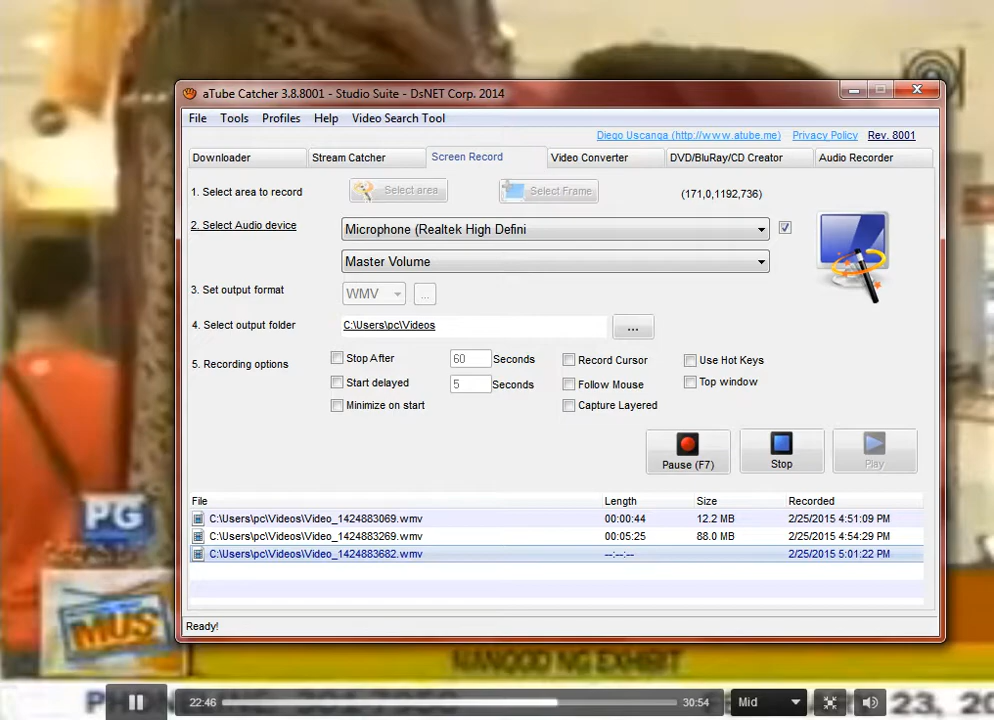 aTube Catcher 3.8.8001 - Studio Suite - DsNET Corp. 2014
File Tools Profiles Help Video Search Tool
Diego Uscanga (http://www.atube.me) Privacy Policy Rev. 8001
Downloader Stream Catcher Screen Record Video Converter DVD/BluRay/CD Creator Audio Recorder
1. Select area to record Select area Select Frame (171,0,1192,736)
2. Select Audio device Microphone (Realtek High Defini
Master Volume
3. Set output format WMV ...
4. Select output folder C:\Users\pc\Videos ...
5. Recording options Stop After 60 Seconds Record Cursor Use Hot Keys
Start delayed 5 Seconds Follow Mouse Top window
Minimize on start Capture Layered
Pause (F7) Stop Play
File Length Size Recorded
C:\Users\pc\Videos\Video_1424883069.wmv 00:00:44 12.2 MB 2/25/2015 4:51:09 PM
C:\Users\pc\Videos\Video_1424883269.wmv 00:05:25 88.0 MB 2/25/2015 4:54:29 PM
C:\Users\pc\Videos\Video_1424883682.wmv --:--:-- 2/25/2015 5:01:22 PM
Ready!
PG
MUS
NANOOD NG EXHIBIT
22:46 30:54 Mid
23, 20